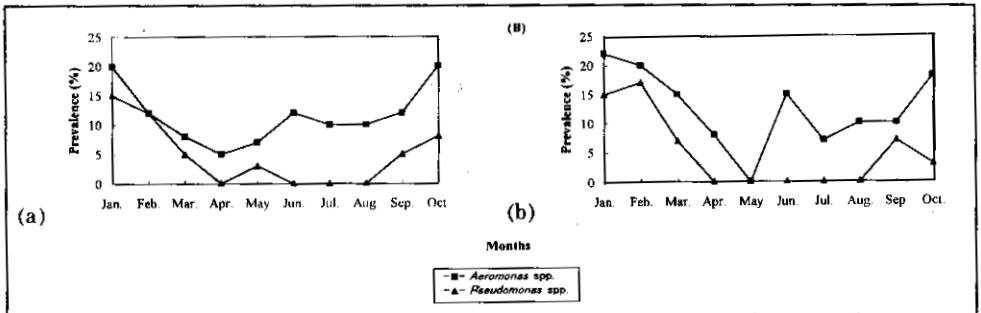 (B)
25
20
15
10
5
0
Prevalence (%)
Jan. Feb. Mar. Apr. May Jun. Jul. Aug Sep. Oct
(a)
25
20
15
10
5
0
Prevalence (%)
Jan. Feb. Mar. Apr. May Jun. Jul. Aug. Sep Oct.
(b)
Months
Aeromonas spp.
Pseudomonas spp.